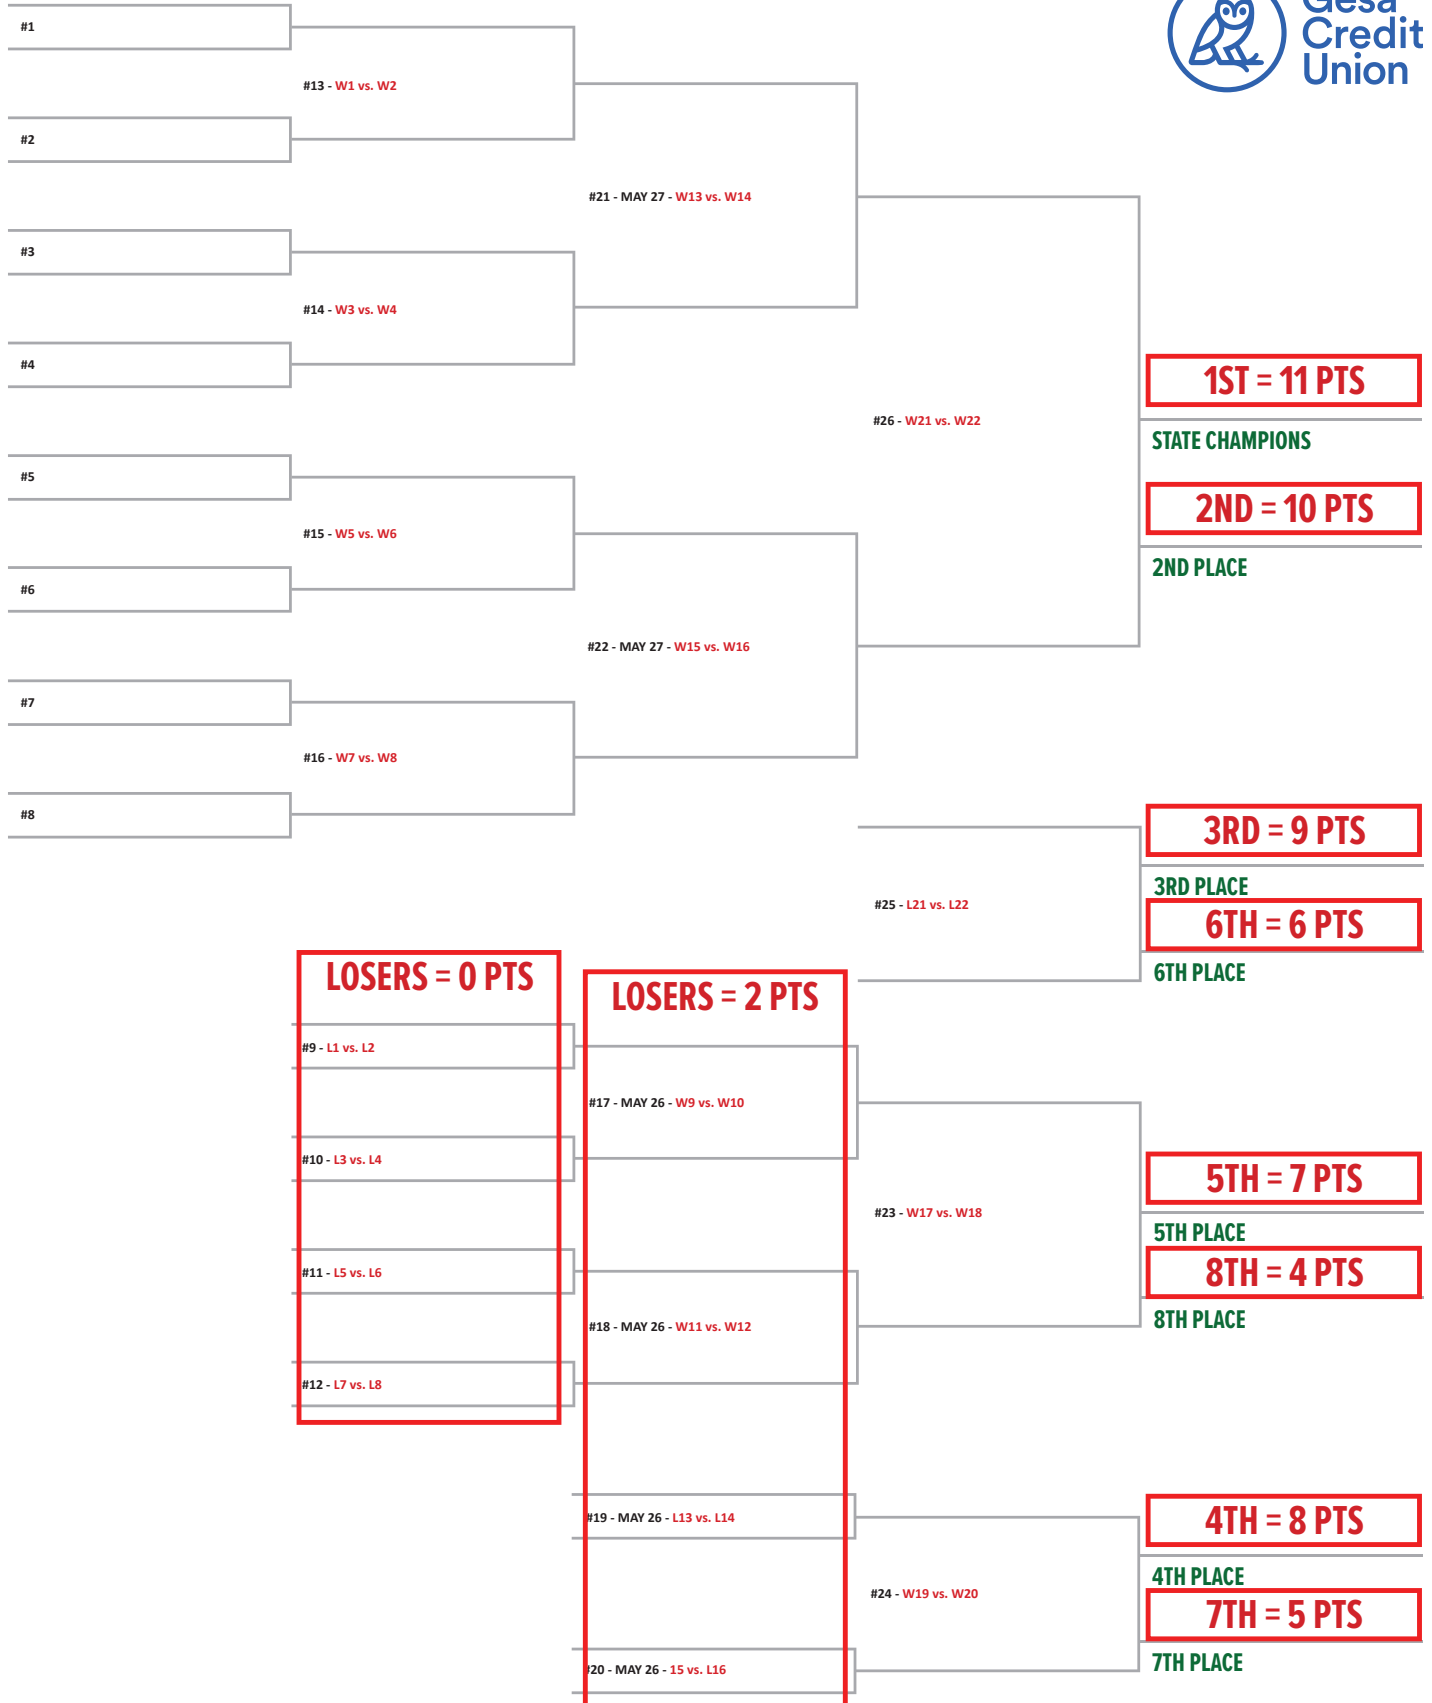 Gesa
Credit
Union
#1
#13 - W1 vs. W2
#2
#21 - MAY 27 - W13 vs. W14
#3
#14 - W3 vs. W4
#4
1ST = 11 PTS
#26 - W21 vs. W22
STATE CHAMPIONS
#5
2ND = 10 PTS
#15 - W5 vs. W6
2ND PLACE
#6
#22 - MAY 27 - W15 vs. W16
#7
#16 - W7 vs. W8
#8
3RD = 9 PTS
3RD PLACE
#25 - L21 vs. L22
6TH = 6 PTS
6TH PLACE
LOSERS = 0 PTS
LOSERS = 2 PTS
#9 - L1 vs. L2
#17 - MAY 26 - W9 vs. W10
#10 - L3 vs. L4
5TH = 7 PTS
#23 - W17 vs. W18
5TH PLACE
#11 - L5 vs. L6
8TH = 4 PTS
8TH PLACE
#18 - MAY 26 - W11 vs. W12
#12 - L7 vs. L8
#19 - MAY 26 - L13 vs. L14
4TH = 8 PTS
4TH PLACE
#24 - W19 vs. W20
7TH = 5 PTS
7TH PLACE
#20 - MAY 26 - 15 vs. L16